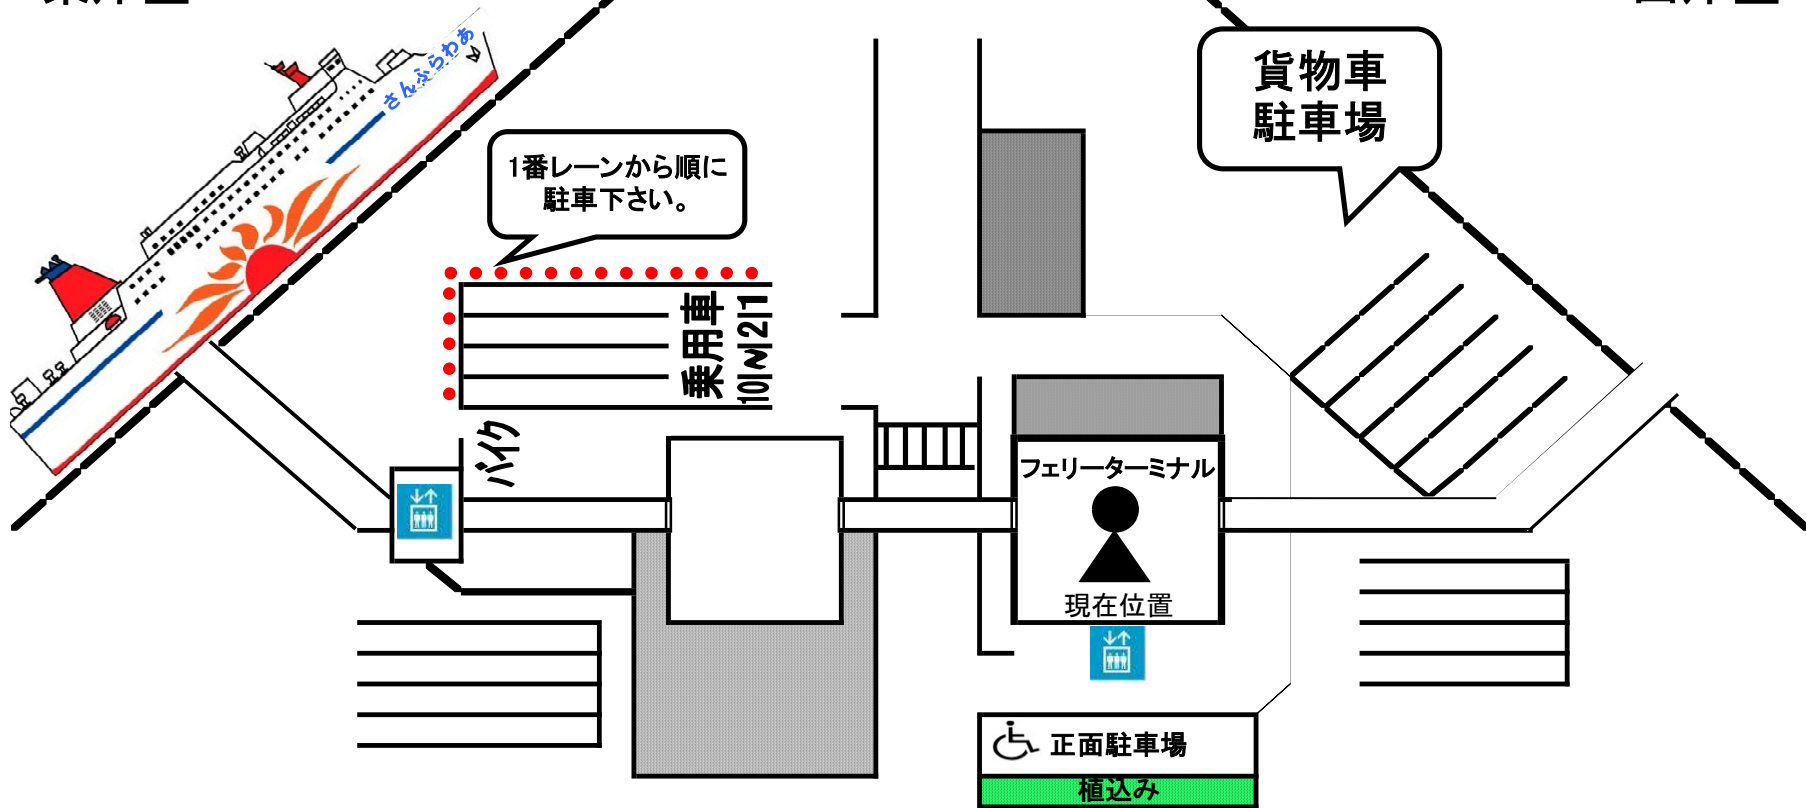 さんふらわあ
貨物車
駐車場
1番レーンから順に
駐車下さい。
乗用車
10|~|2|1
バイク
フェリーターミナル
現在位置
正面駐車場
植込み